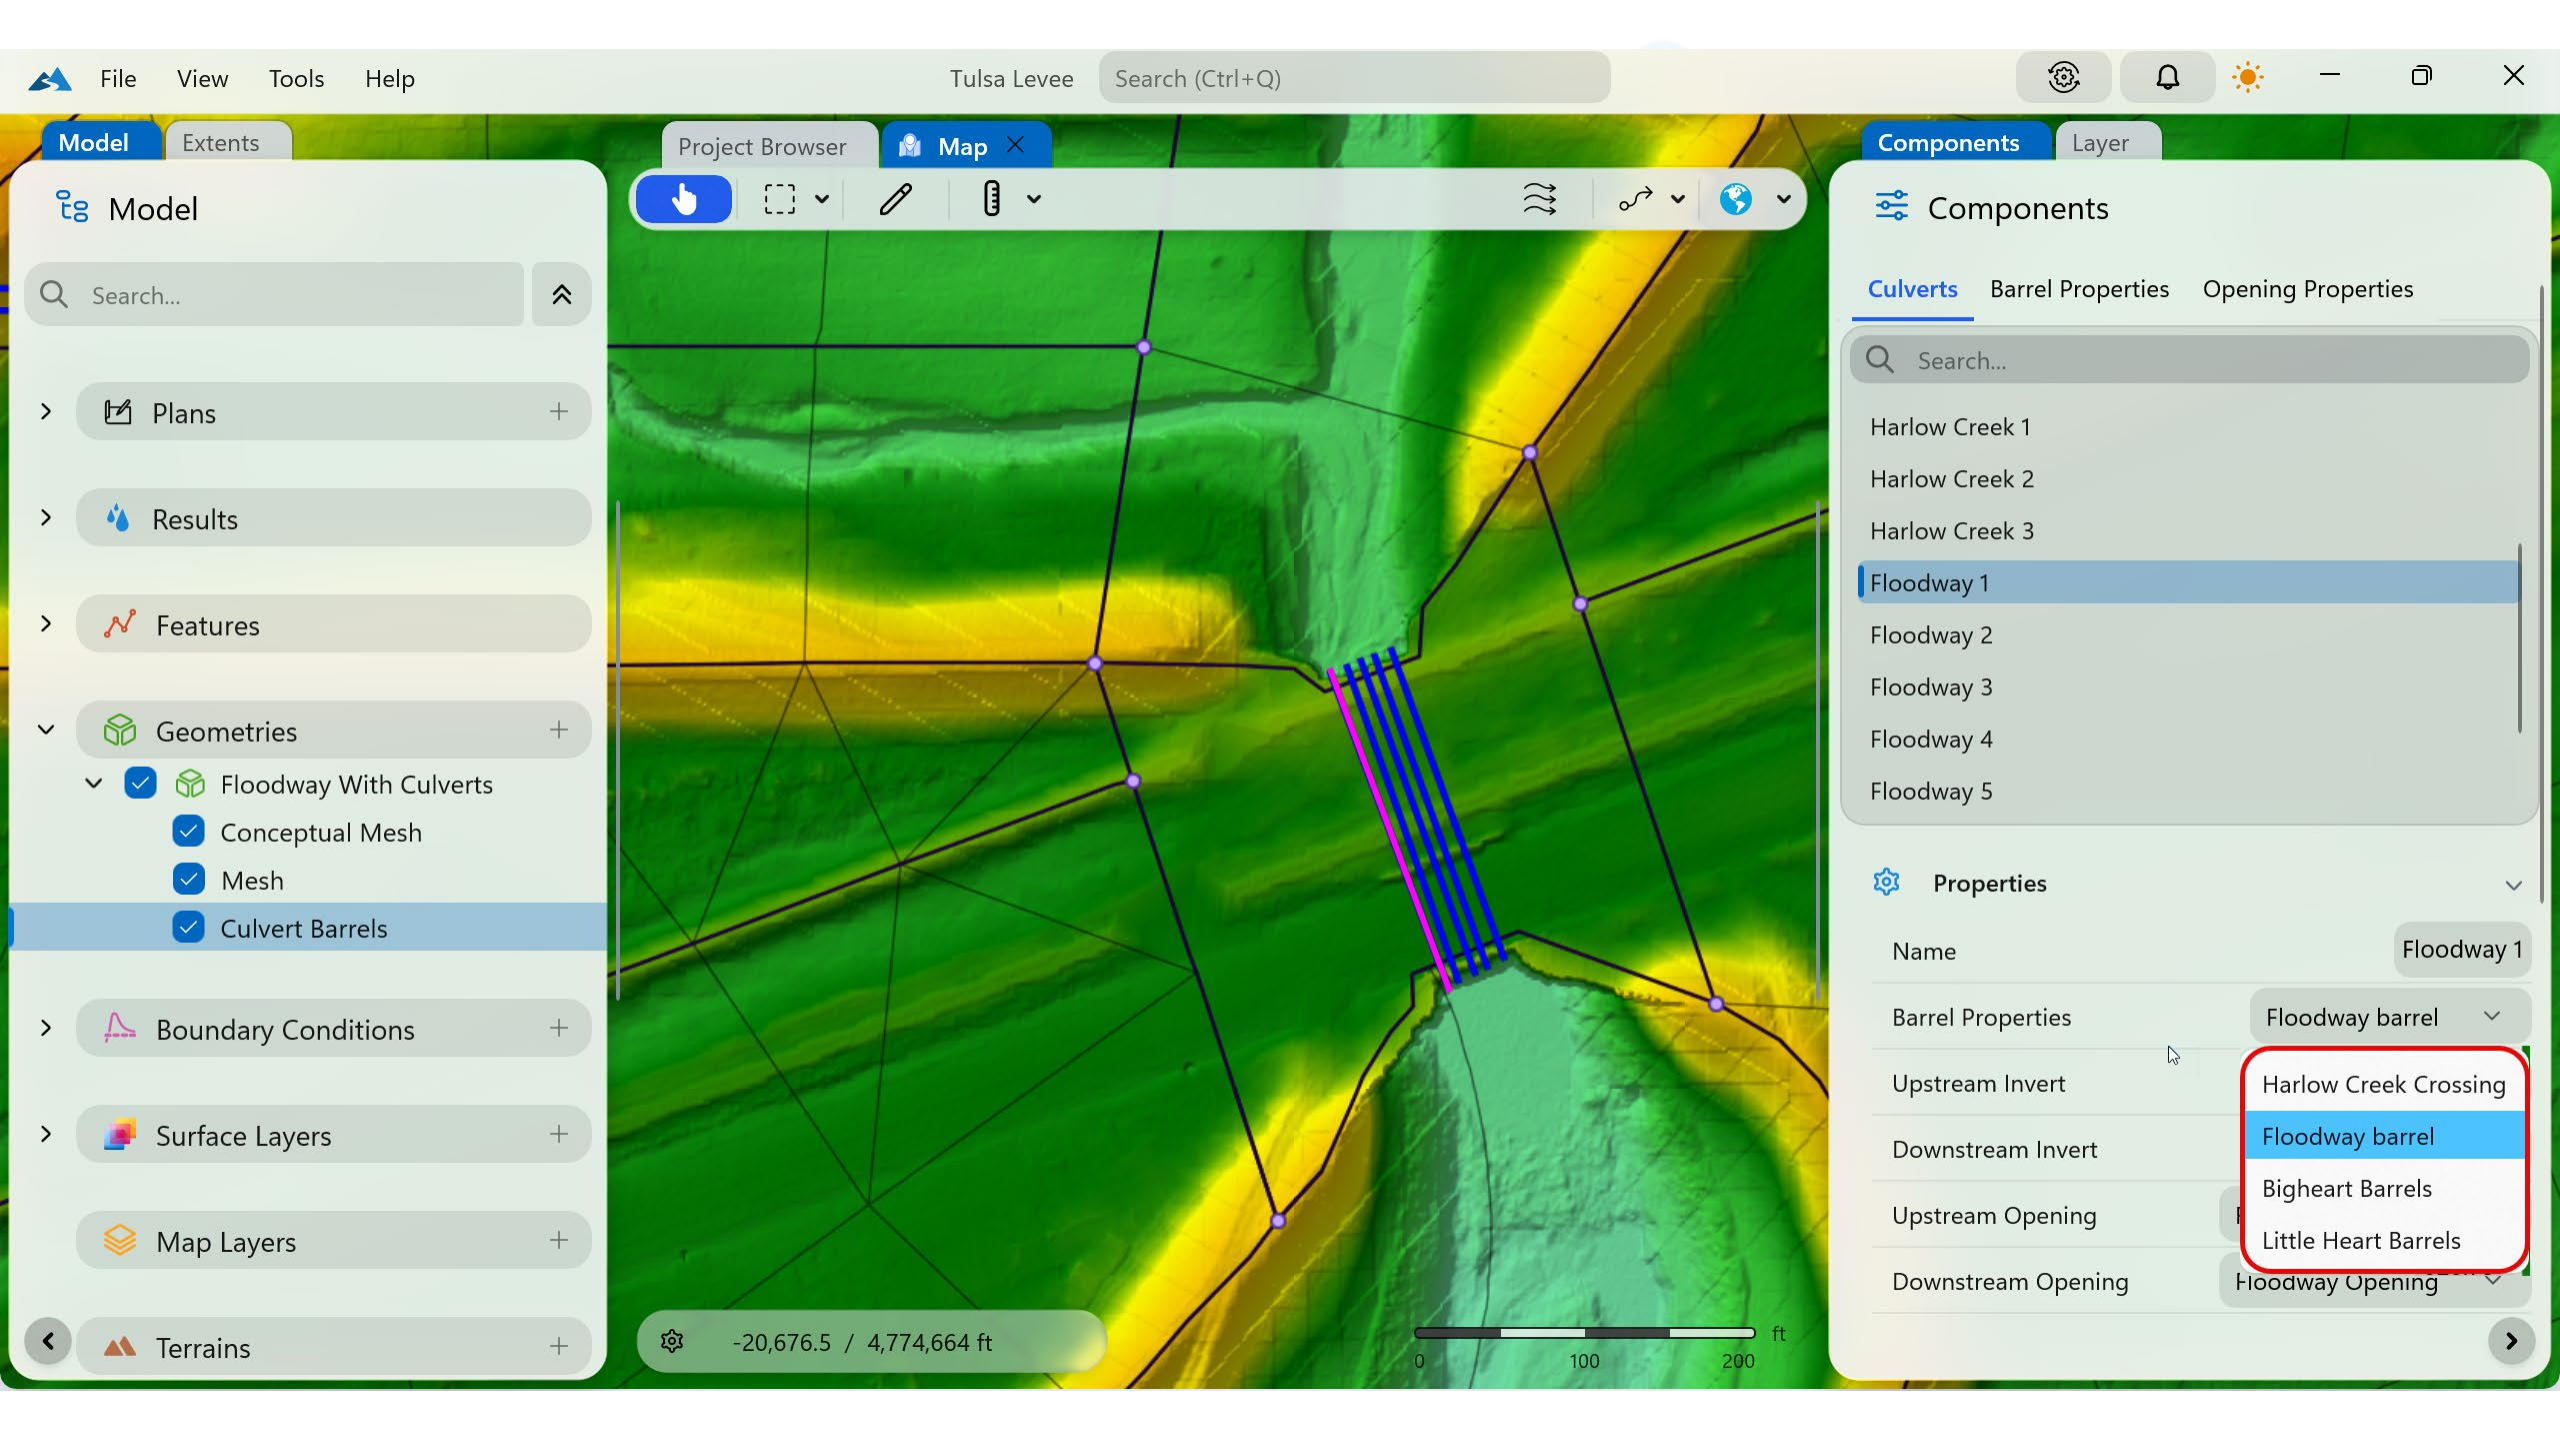 File View Tools Help
Tulsa Levee
Search (Ctrl+Q)
Model
Extents
Model
Search...
Plans
Results
Features
Geometries
Floodway With Culverts
Conceptual Mesh
Mesh
Culvert Barrels
Boundary Conditions
Surface Layers
Map Layers
Terrains
Project Browser
Map
-20,676.5 / 4,774,664 ft
ft
0 100 200
Components
Layer
Components
Culverts Barrel Properties Opening Properties
Search...
Harlow Creek 1
Harlow Creek 2
Harlow Creek 3
Floodway 1
Floodway 2
Floodway 3
Floodway 4
Floodway 5
Properties
Name Floodway 1
Barrel Properties Floodway barrel
Upstream Invert
Downstream Invert
Upstream Opening
Downstream Opening Floodway Opening
Harlow Creek Crossing
Floodway barrel
Bigheart Barrels
Little Heart Barrels